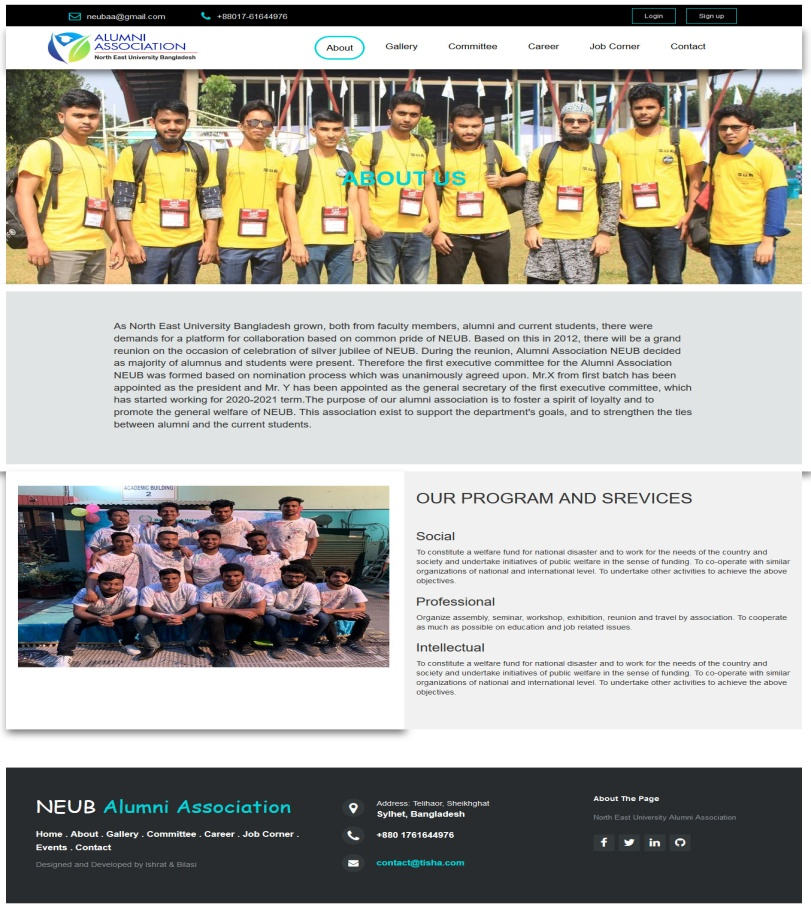 neubaa@gmail.com +88017-61644976 Login Sign up
ALUMNI
ASSOCIATION
North East University Bangladesh
About Gallery Committee Career Job Corner Contact
ABOUT US
As North East University Bangladesh grown, both from faculty members, alumni and current students, there were
demands for a platform for collaboration based on common pride of NEUB. Based on this in 2012, there will be a grand
reunion on the occasion of celebration of silver jubilee of NEUB. During the reunion, Alumni Association NEUB decided
as majority of alumnus and students were present. Therefore the first executive committee for the Alumni Association
NEUB was formed based on nomination process which was unanimously agreed upon. Mr.X from first batch has been
appointed as the president and Mr. Y has been appointed as the general secretary of the first executive committee, which
has started working for 2020-2021 term.The purpose of our alumni association is to foster a spirit of loyalty and to
promote the general welfare of NEUB. This association exist to support the department's goals, and to strengthen the ties
between alumni and the current students.
ACADEMIC BUILDING
2
OUR PROGRAM AND SREVICES
Social
To constitute a welfare fund for national disaster and to work for the needs of the country and
society and undertake initiatives of public welfare in the sense of funding. To co-operate with similar
organizations of national and international level. To undertake other activities to achieve the above
objectives.
Professional
Organize assembly, seminar, workshop, exhibition, reunion and travel by association. To cooperate
as much as possible on education and job related issues.
Intellectual
To constitute a welfare fund for national disaster and to work for the needs of the country and
society and undertake initiatives of public welfare in the sense of funding. To co-operate with similar
organizations of national and international level. To undertake other activities to achieve the above
objectives.
NEUB Alumni Association
Home . About . Gallery . Committee . Career . Job Corner .
Events . Contact
Designed and Developed by Ishrat & Bilasi
Address: Telihaor, Sheikhghat
Sylhet, Bangladesh
+880 1761644976
contact@tisha.com
About The Page
North East University Alumni Association